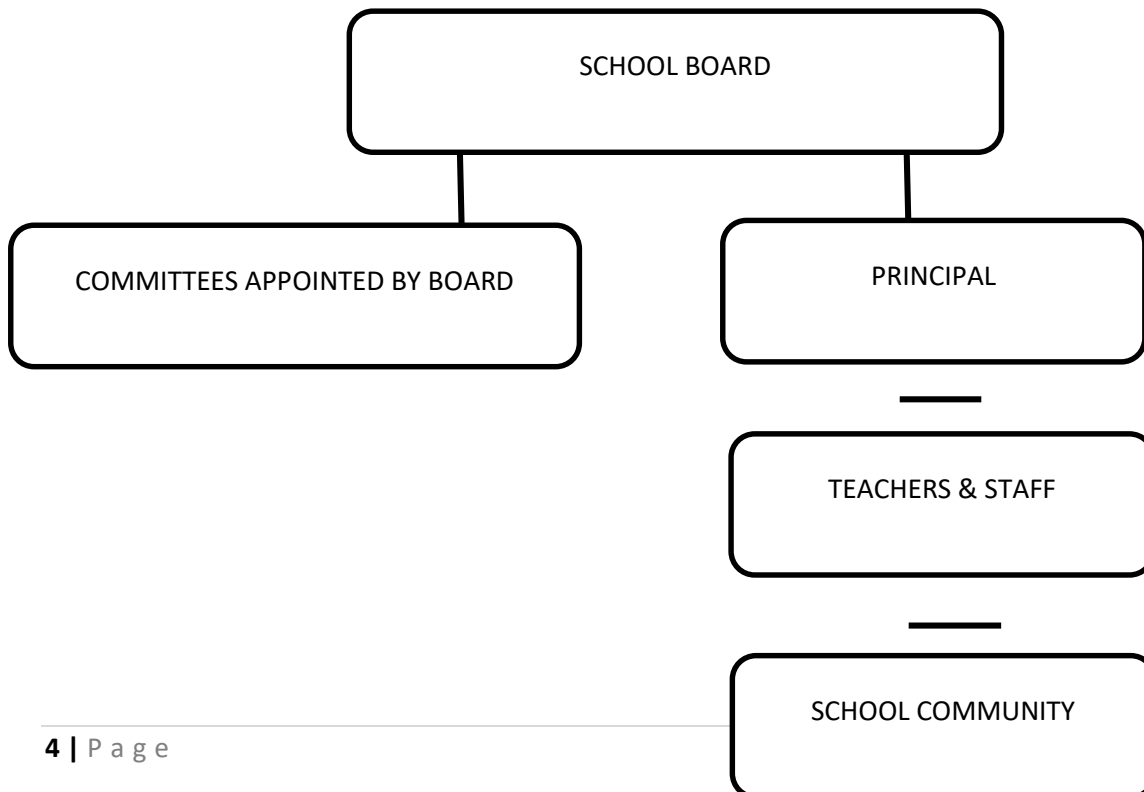 SCHOOL BOARD
COMMITTEES APPOINTED BY BOARD
PRINCIPAL
TEACHERS & STAFF
SCHOOL COMMUNITY
4 | P a g e